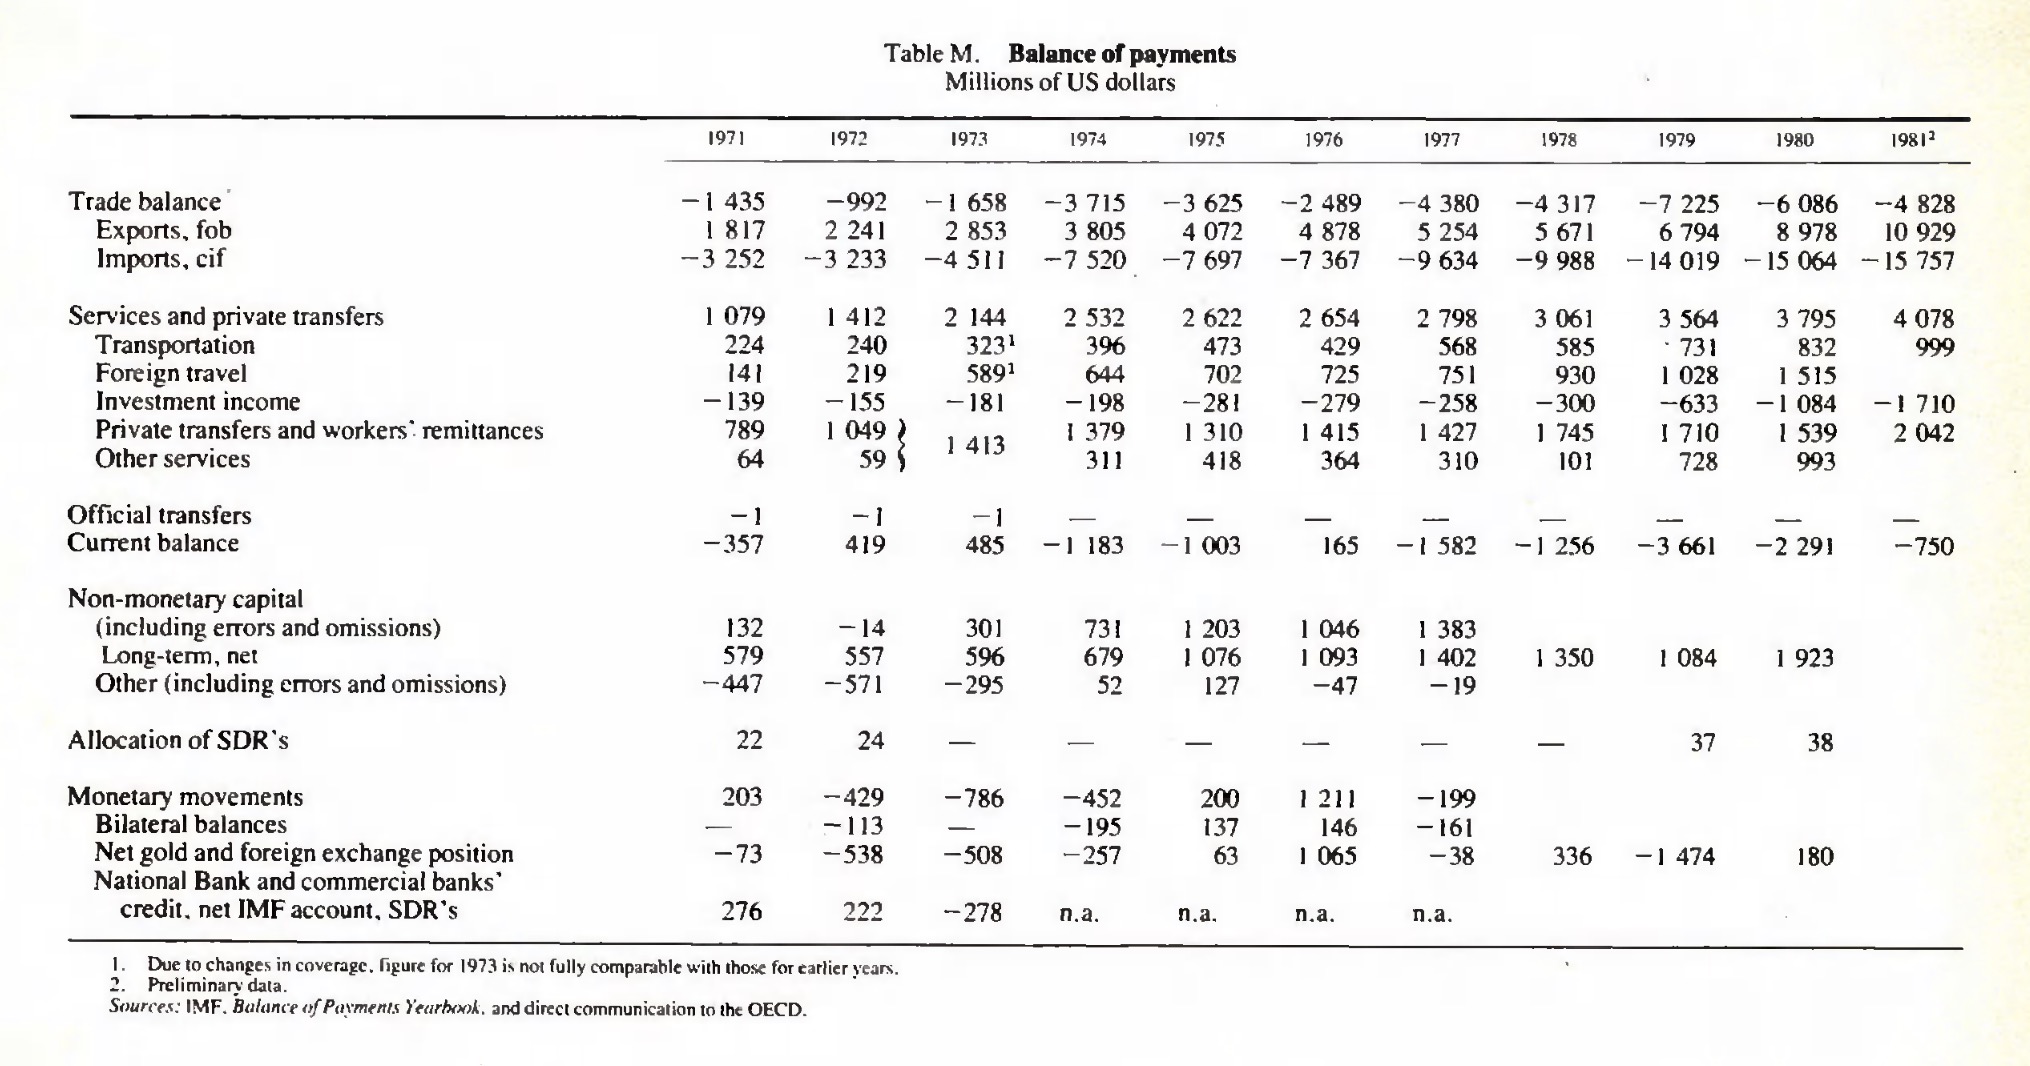 Table M. Balance of payments
Millions of US dollars
1971 1972 1973 1974 1975 1976 1977 1978 1979 1980 1981²
Trade balance −1 435 −992 −1 658 −3 715 −3 625 −2 489 −4 380 −4 317 −7 225 −6 086 −4 828
Exports, fob 1 817 2 241 2 853 3 805 4 072 4 878 5 254 5 671 6 794 8 978 10 929
Imports, cif −3 252 −3 233 −4 511 −7 520 −7 697 −7 367 −9 634 −9 988 −14 019 −15 064 −15 757
Services and private transfers 1 079 1 412 2 144 2 532 2 622 2 654 2 798 3 061 3 564 3 795 4 078
Transportation 224 240 323¹ 396 473 429 568 585 731 832 999
Foreign travel 141 219 589¹ 644 702 725 751 930 1 028 1 515
Investment income −139 −155 −181 −198 −281 −279 −258 −300 −633 −1 084 −1 710
Private transfers and workers' remittances 789 1 049 } 1 413 1 379 1 310 1 415 1 427 1 745 1 710 1 539 2 042
Other services 64 59 311 418 364 310 101 728 993
Official transfers −1 −1 −1 — — — — — — — —
Current balance −357 419 485 −1 183 −1 003 165 −1 582 −1 256 −3 661 −2 291 −750
Non-monetary capital
(including errors and omissions) 132 −14 301 731 1 203 1 046 1 383
Long-term, net 579 557 596 679 1 076 1 093 1 402 1 350 1 084 1 923
Other (including errors and omissions) −447 −571 −295 52 127 −47 −19
Allocation of SDR's 22 24 — — — — — — 37 38
Monetary movements 203 −429 −786 −452 200 1 211 −199
Bilateral balances — −113 — −195 137 146 −161
Net gold and foreign exchange position −73 −538 −508 −257 63 1 065 −38 336 −1 474 180
National Bank and commercial banks'
credit, net IMF account, SDR's 276 222 −278 n.a. n.a. n.a. n.a.
1. Due to changes in coverage, figure for 1973 is not fully comparable with those for earlier years.
2. Preliminary data.
Sources: IMF, Balance of Payments Yearbook, and direct communication to the OECD.